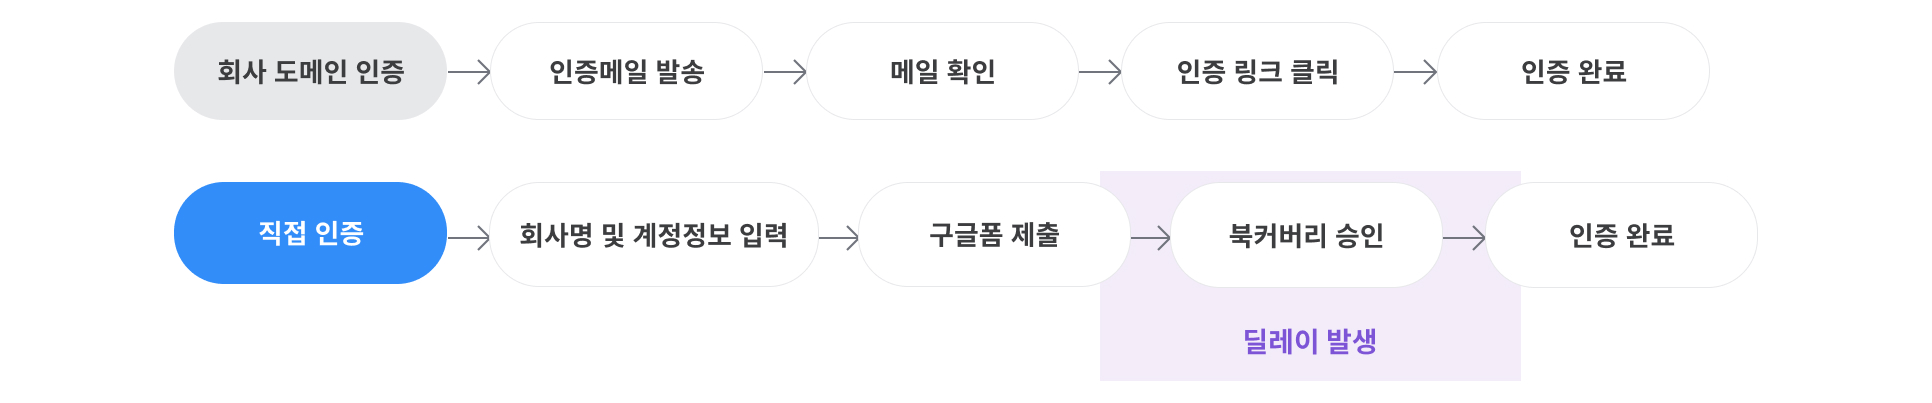 회사 도메인 인증
인증메일 발송
메일 확인
인증 링크 클릭
인증 완료
직접 인증
회사명 및 계정정보 입력
구글폼 제출
북커버리 승인
인증 완료
딜레이 발생